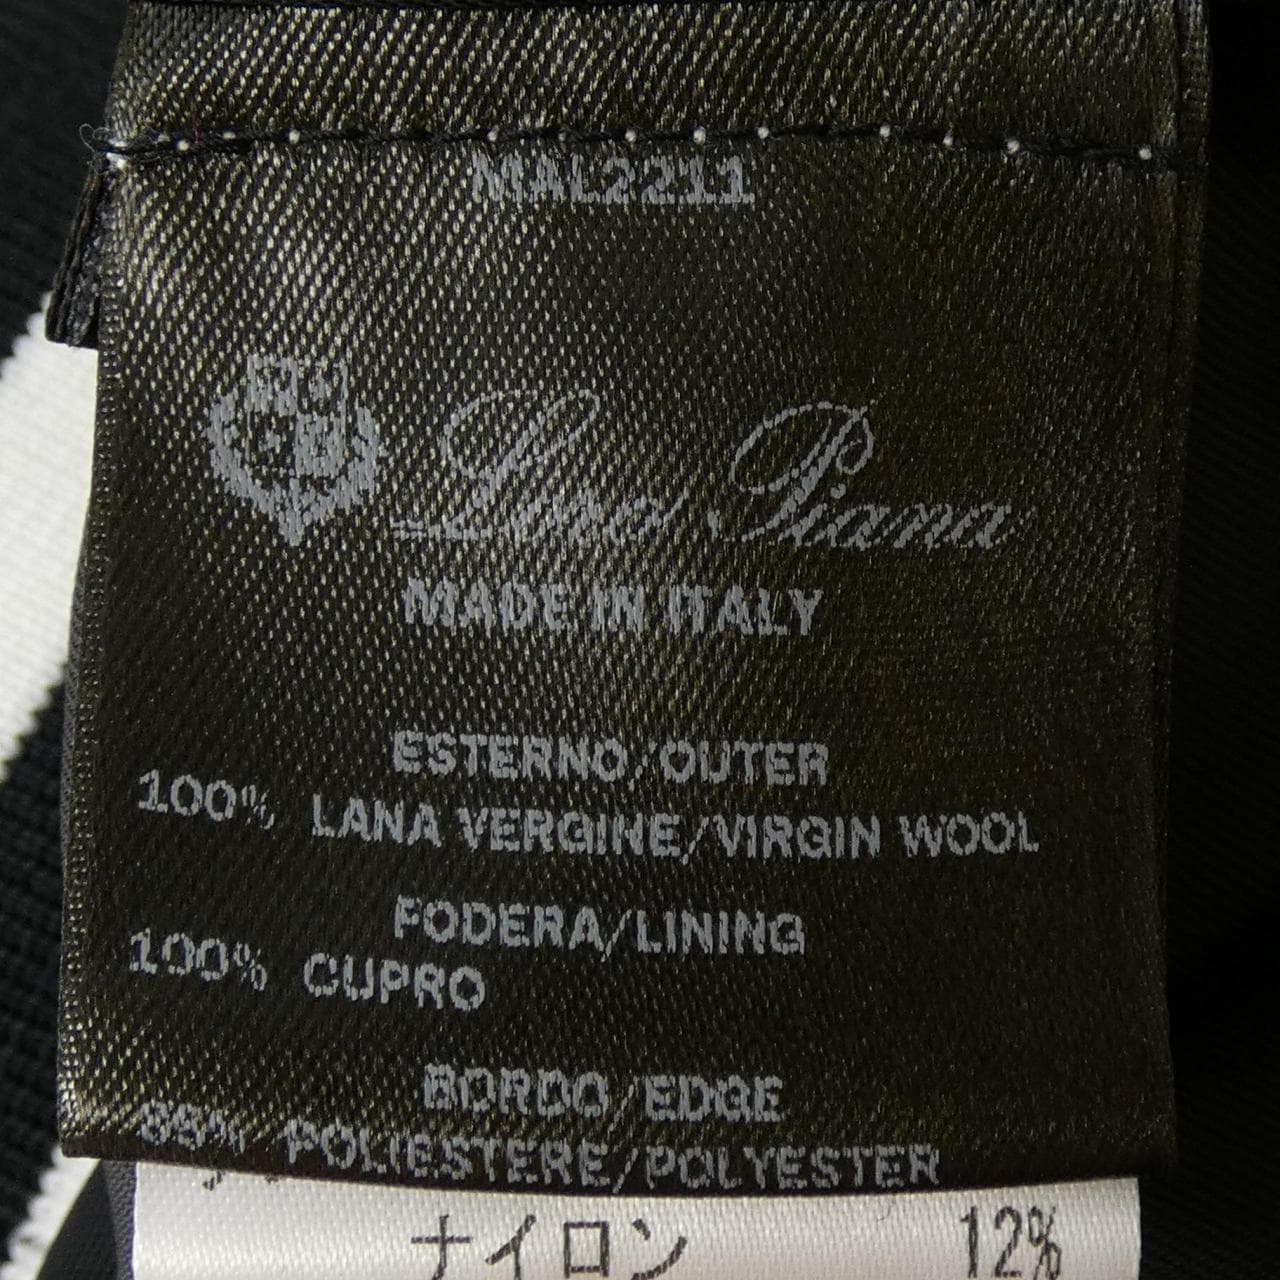 MAL2211
Loro Piana
MADE IN ITALY
ESTERNO/OUTER
100% LANA VERGINE/VIRGIN WOOL
FODERA/LINING
100% CUPRO
BORDO/EDGE
POLIESTERE/POLYESTER
ナイロン 12%